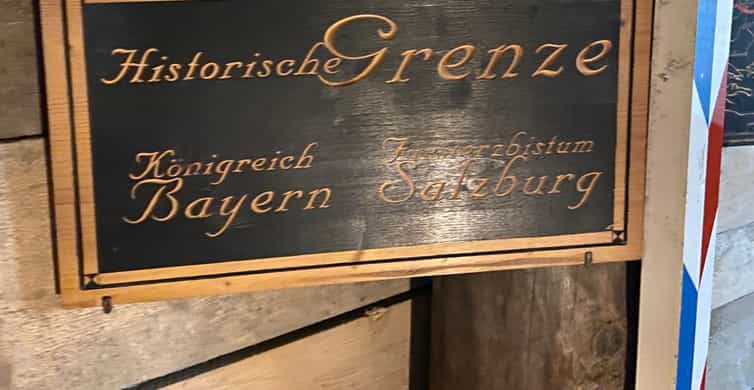 Historische Grenze
Königreich
Bayern
Fürsterzbistum
Salzburg